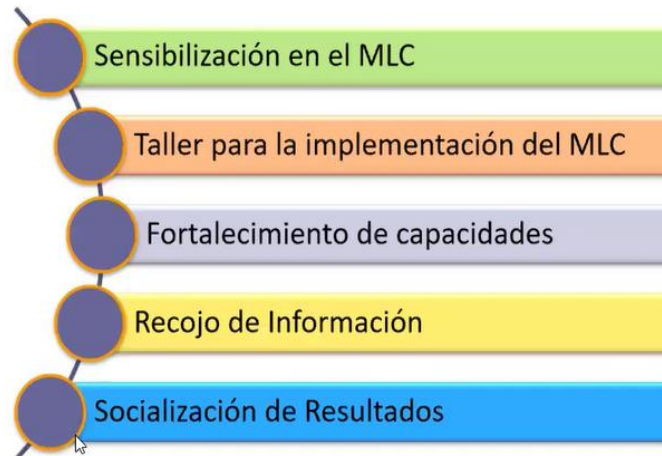 Sensibilización en el MLC
Taller para la implementación del MLC
Fortalecimiento de capacidades
Recojo de Información
Socialización de Resultados